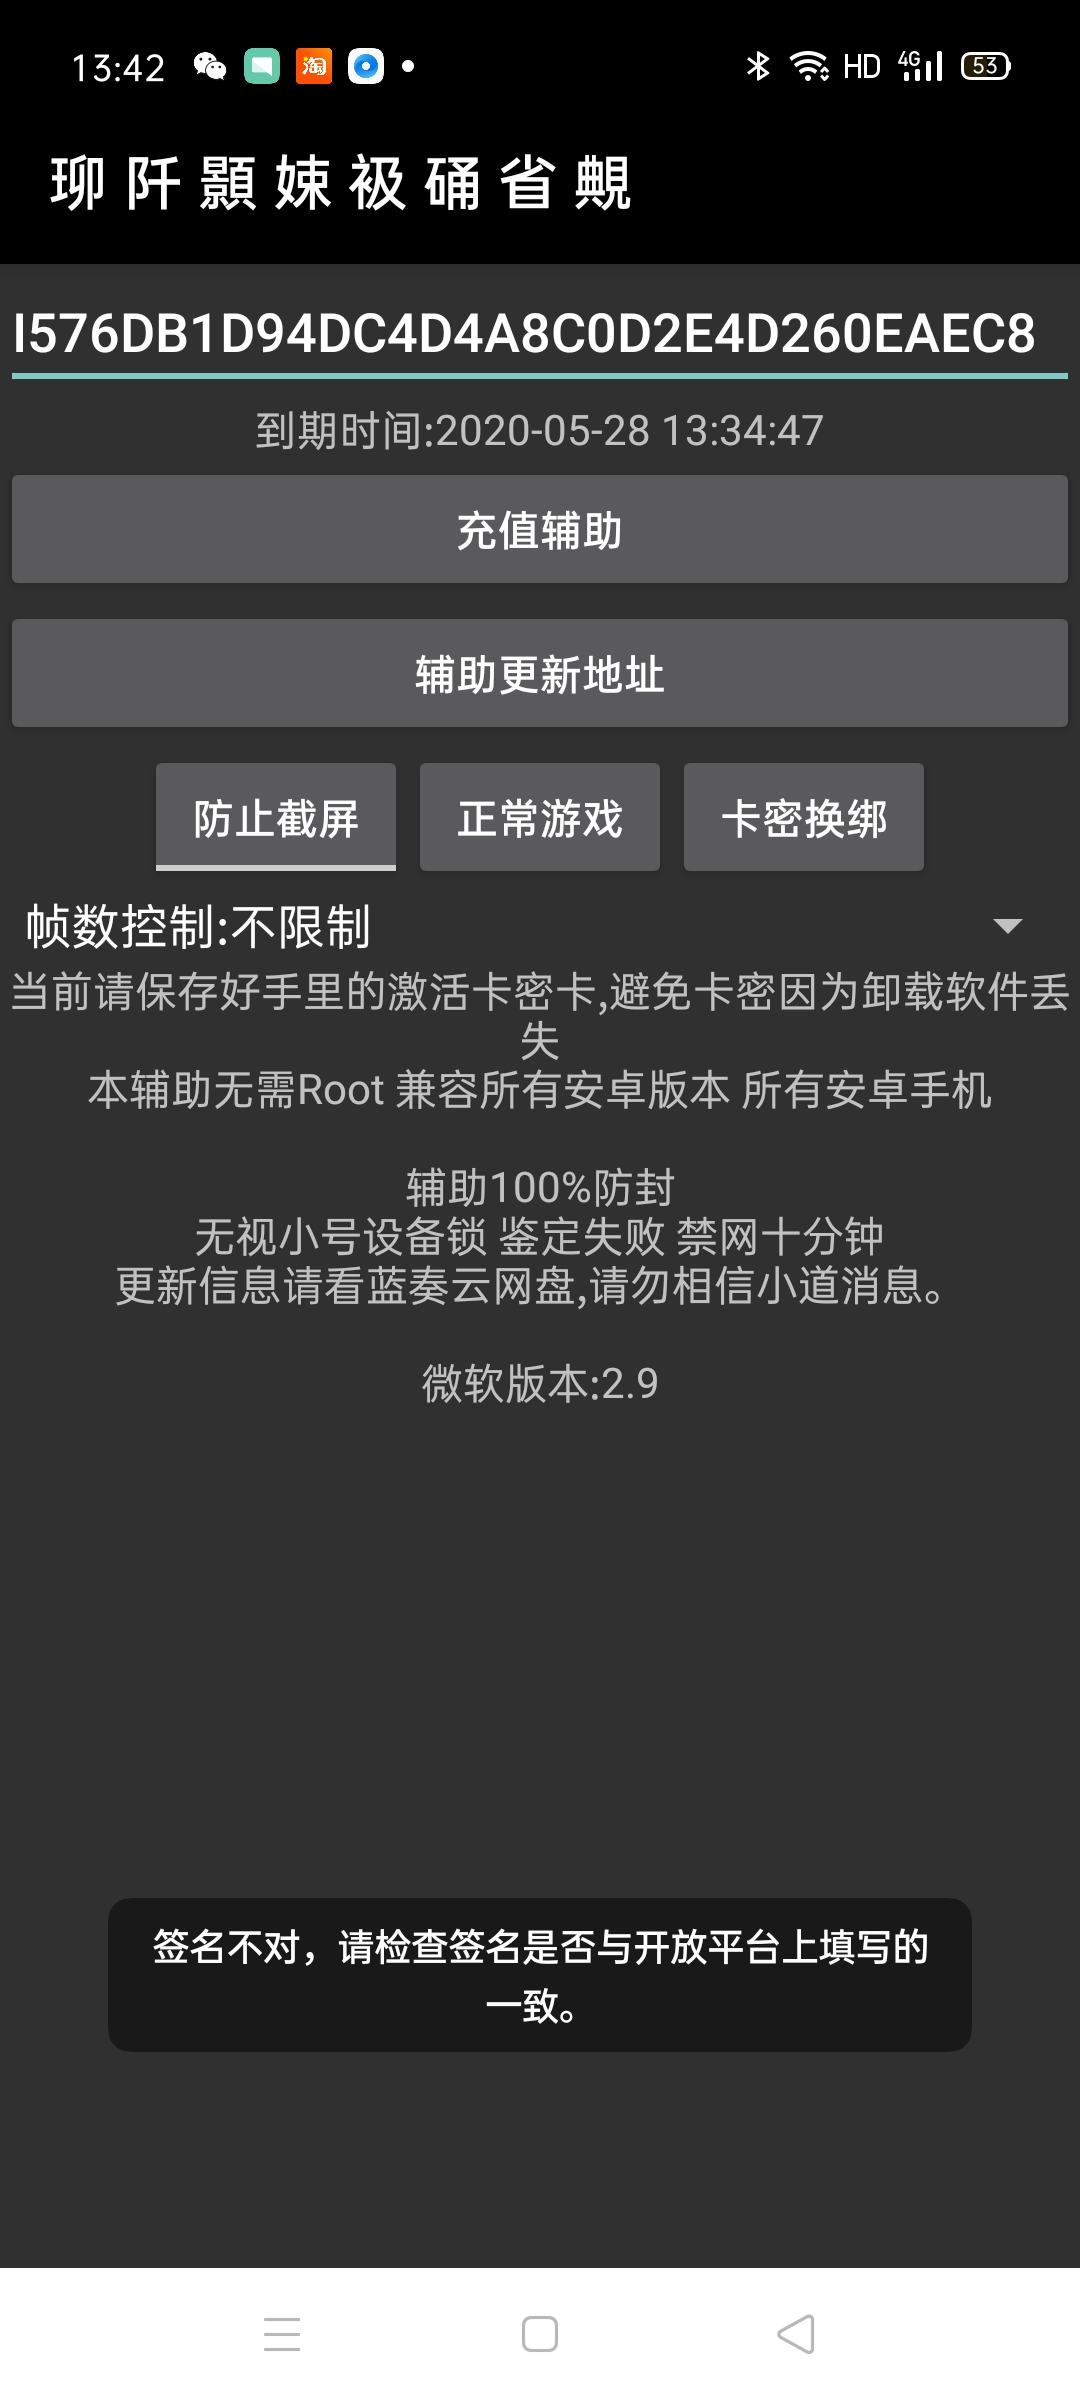 13:42 淘 HD 4G 53
聊阡顥娕衱硧省覥
I576DB1D94DC4D4A8C0D2E4D260EAEC8
到期时间:2020-05-28 13:34:47
充值辅助
辅助更新地址
防止截屏 正常游戏 卡密换绑
帧数控制:不限制
当前请保存好手里的激活卡密卡,避免卡密因为卸载软件丢
失
本辅助无需Root 兼容所有安卓版本 所有安卓手机
辅助100%防封
无视小号设备锁 鉴定失败 禁网十分钟
更新信息请看蓝奏云网盘,请勿相信小道消息。
微软版本:2.9
签名不对，请检查签名是否与开放平台上填写的
一致。